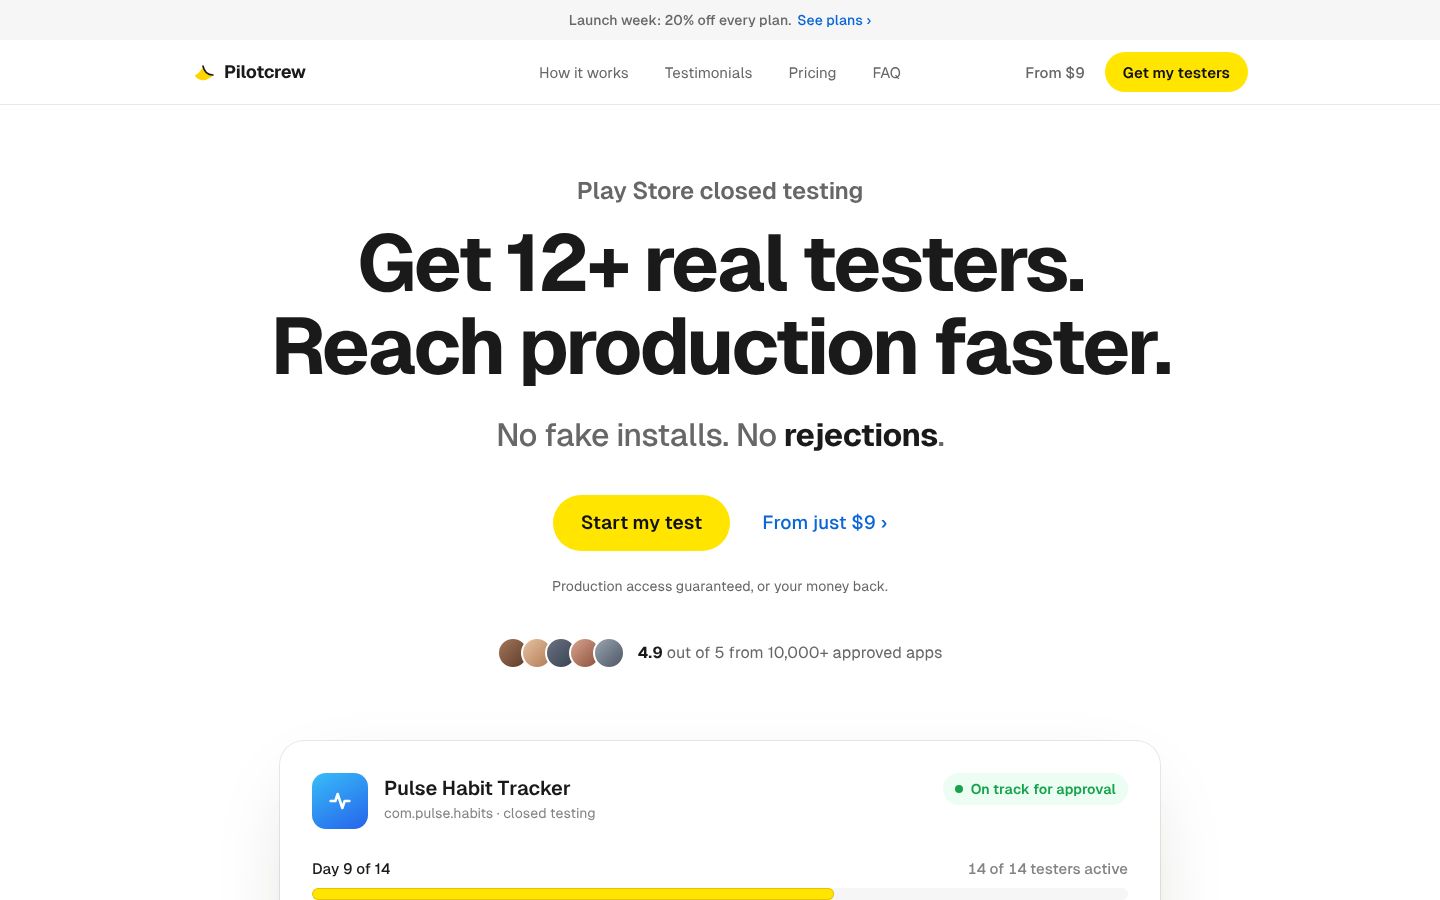 Launch week: 20% off every plan. See plans ›
Pilotcrew
How it works
Testimonials
Pricing
FAQ
From $9
Get my testers
Play Store closed testing
Get 12+ real testers.
Reach production faster.
No fake installs. No rejections.
Start my test
From just $9 ›
Production access guaranteed, or your money back.
4.9 out of 5 from 10,000+ approved apps
Pulse Habit Tracker
On track for approval
com.pulse.habits · closed testing
Day 9 of 14
14 of 14 testers active